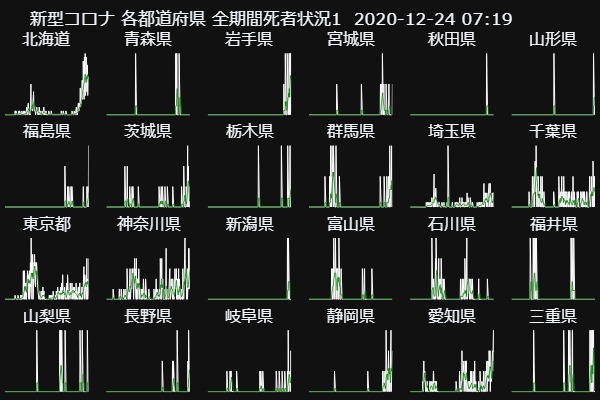 新型コロナ 各都道府県 全期間死者状況1 2020-12-24 07:19
北海道 青森県 岩手県 宮城県 秋田県 山形県
福島県 茨城県 栃木県 群馬県 埼玉県 千葉県
東京都 神奈川県 新潟県 富山県 石川県 福井県
山梨県 長野県 岐阜県 静岡県 愛知県 三重県